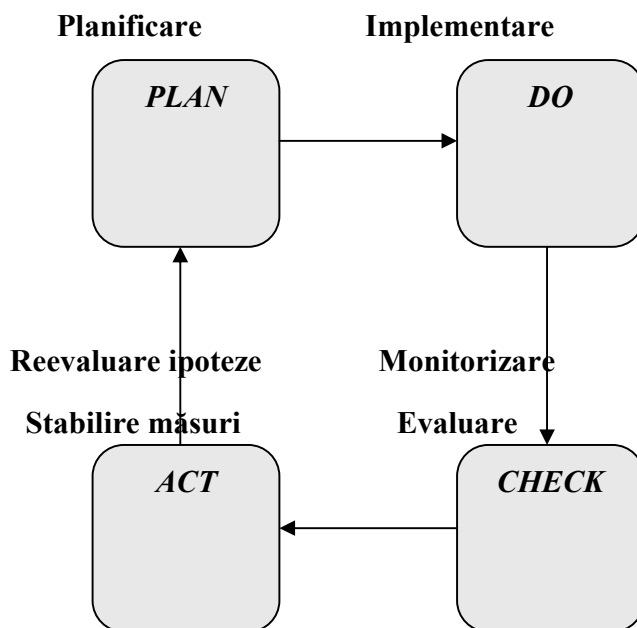 Planificare
Implementare
PLAN
DO
Reevaluare ipoteze
Monitorizare
Stabilire măsuri
Evaluare
ACT
CHECK